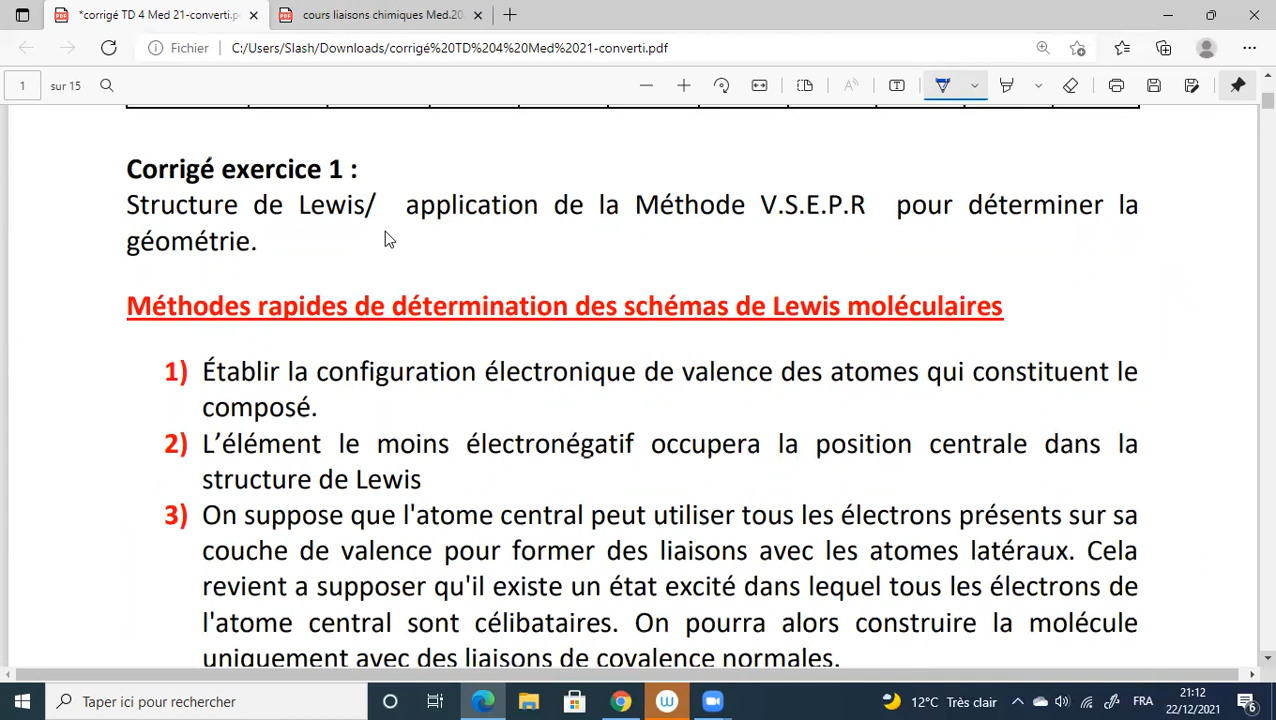 *corrigé TD 4 Med 21-converti.p
cours liaisons chimiques Med.20
Fichier
C:/Users/Slash/Downloads/corrigé%20TD%204%20Med%2021-converti.pdf
1 sur 15
Corrigé exercice 1 :
Structure de Lewis/ application de la Méthode V.S.E.P.R pour déterminer la
géométrie.
Méthodes rapides de détermination des schémas de Lewis moléculaires
1) Établir la configuration électronique de valence des atomes qui constituent le
composé.
2) L’élément le moins électronégatif occupera la position centrale dans la
structure de Lewis
3) On suppose que l'atome central peut utiliser tous les électrons présents sur sa
couche de valence pour former des liaisons avec les atomes latéraux. Cela
revient a supposer qu'il existe un état excité dans lequel tous les électrons de
l'atome central sont célibataires. On pourra alors construire la molécule
uniquement avec des liaisons de covalence normales.
Taper ici pour rechercher
12°C Très clair
FRA
21:12
22/12/2021
6